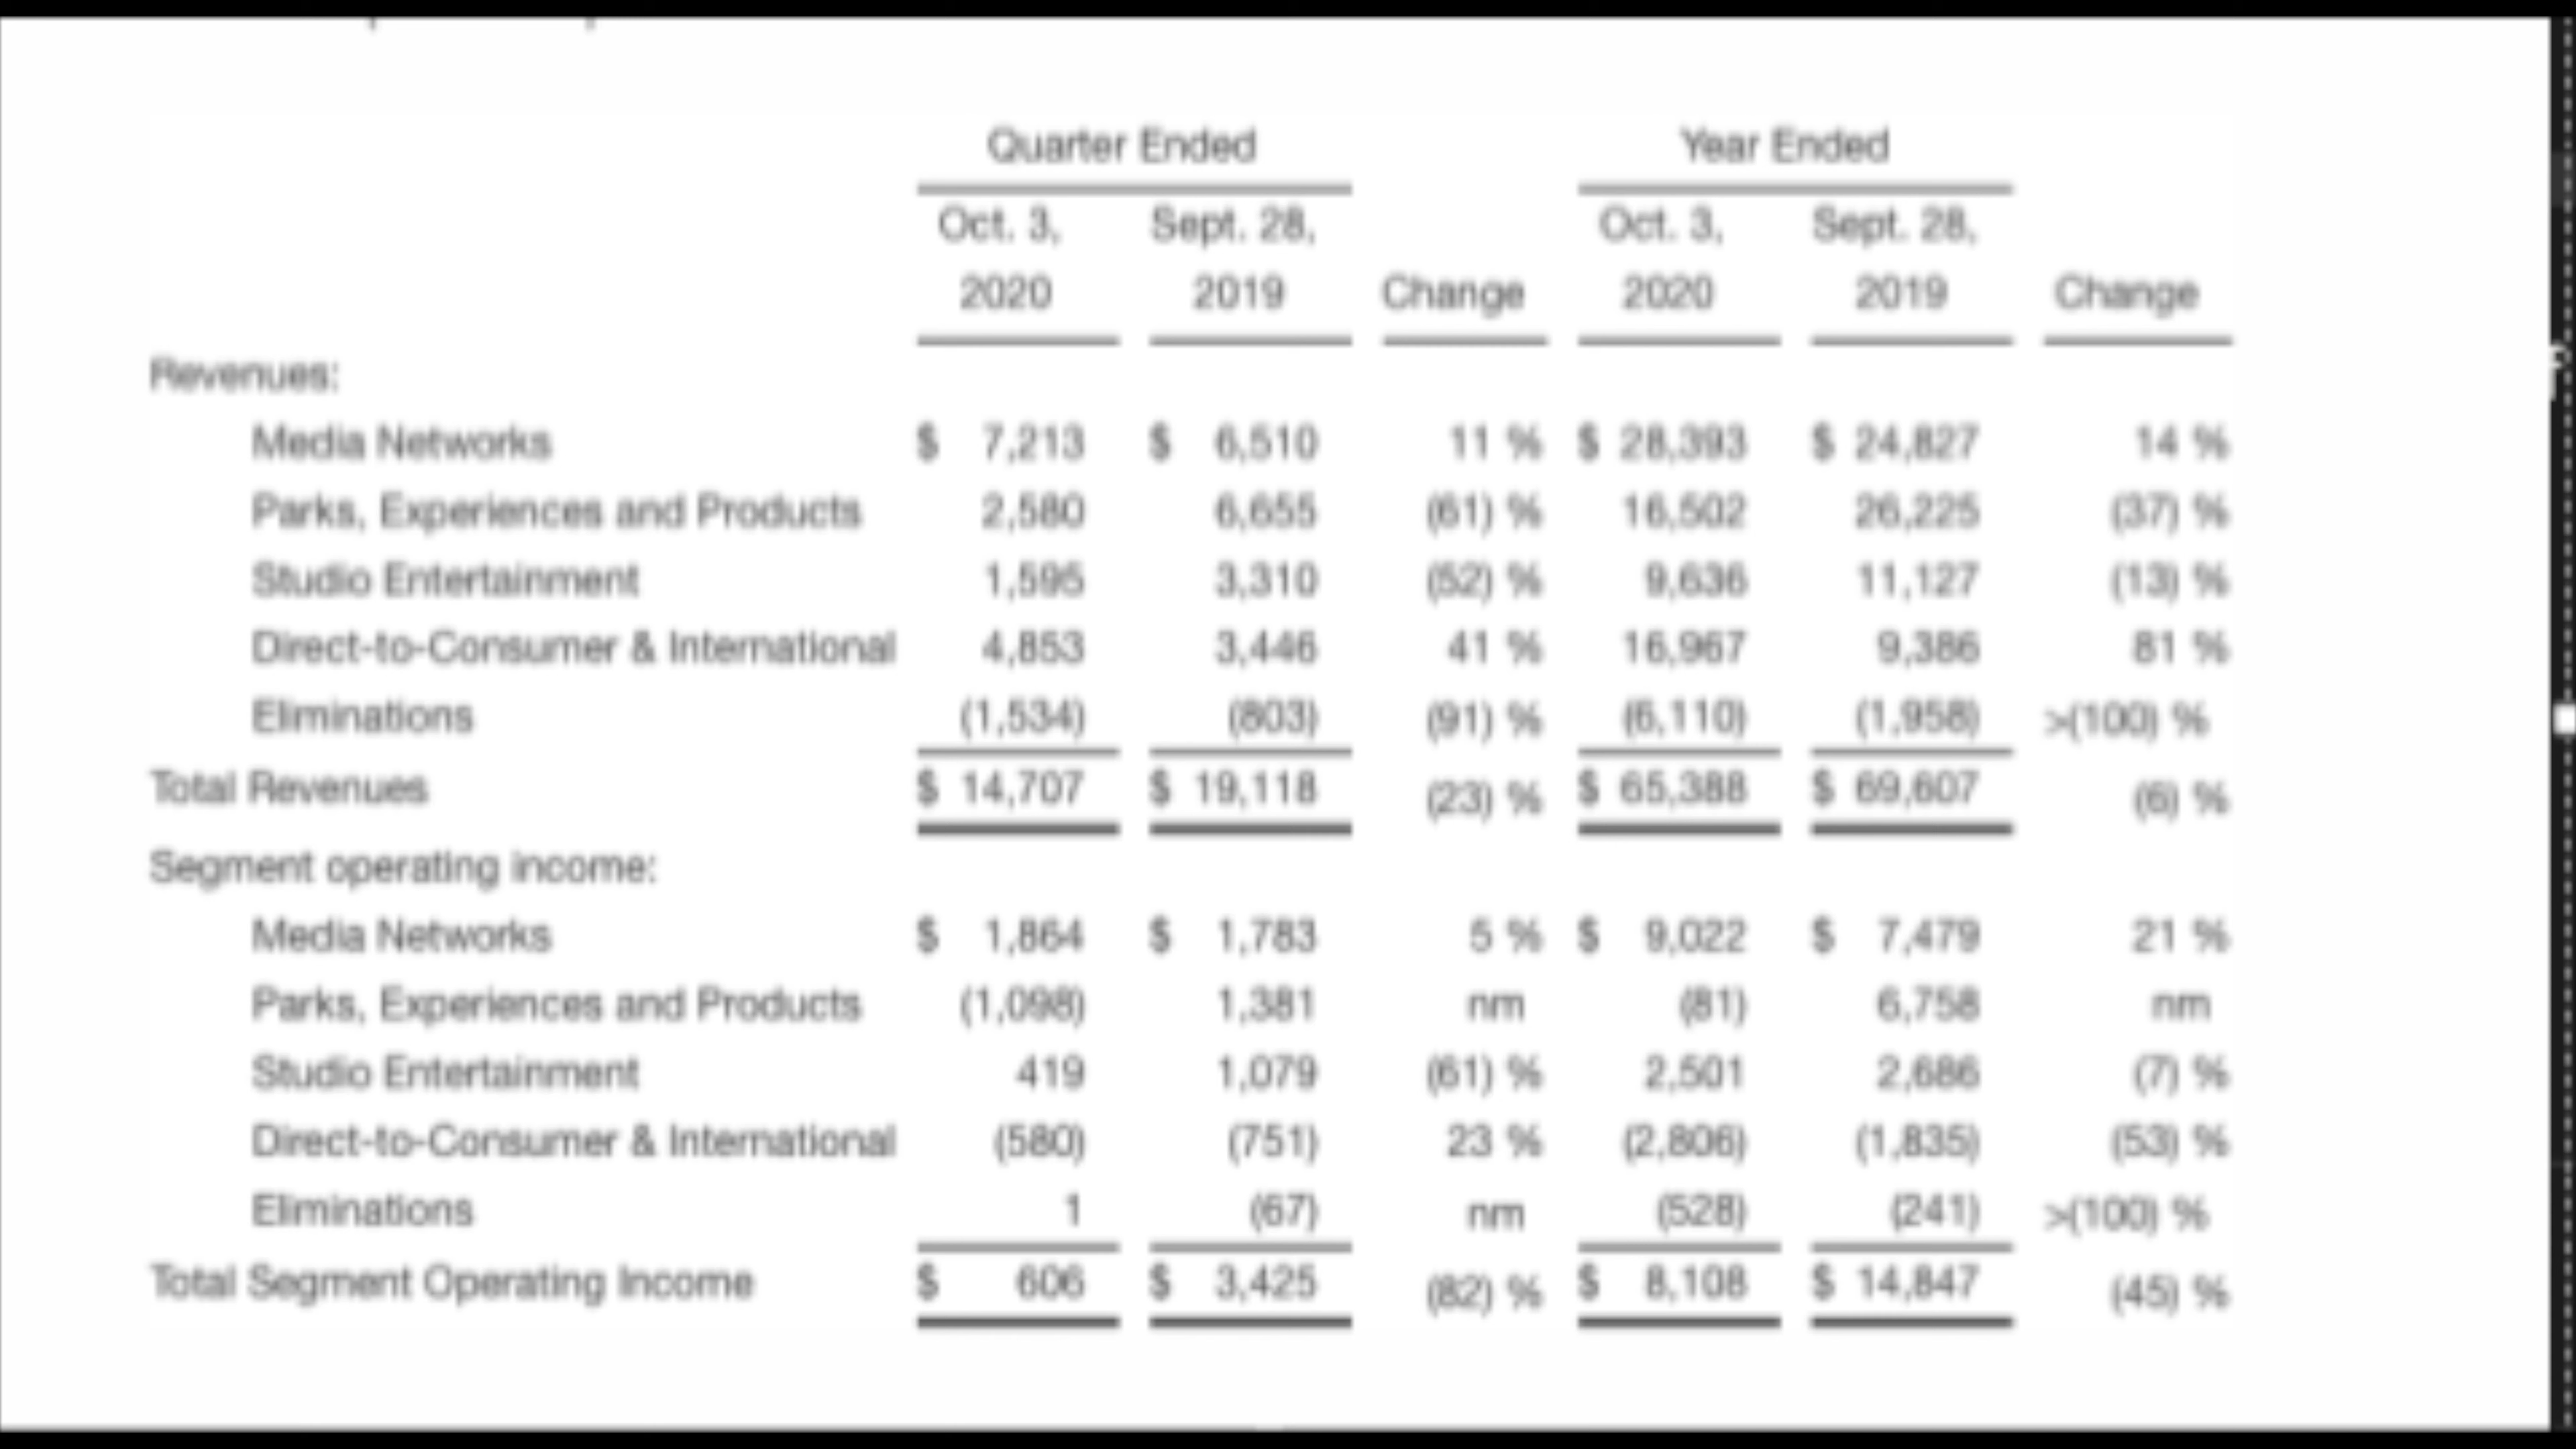 Quarter Ended Year Ended
Oct. 3, Sept. 28, Oct. 3, Sept. 28,
2020 2019 Change 2020 2019 Change
Revenues:
Media Networks $ 7,213 $ 6,510 11 % $ 28,393 $ 24,827 14 %
Parks, Experiences and Products 2,580 6,655 (61) % 16,502 26,225 (37) %
Studio Entertainment 1,595 3,310 (52) % 9,636 11,127 (13) %
Direct-to-Consumer & International 4,853 3,446 41 % 16,967 9,386 81 %
Eliminations (1,534) (803) (91) % (6,110) (1,958) >(100) %
Total Revenues $ 14,707 $ 19,118 (23) % $ 65,388 $ 69,607 (6) %
Segment operating income:
Media Networks $ 1,864 $ 1,783 5 % $ 9,022 $ 7,479 21 %
Parks, Experiences and Products (1,098) 1,381 nm (81) 6,758 nm
Studio Entertainment 419 1,079 (61) % 2,501 2,686 (7) %
Direct-to-Consumer & International (580) (751) 23 % (2,806) (1,835) (53) %
Eliminations 1 (67) nm (528) (241) >(100) %
Total Segment Operating Income $ 606 $ 3,425 (82) % $ 8,108 $ 14,847 (45) %